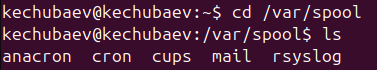 kechubaev@kechubaev:~$ cd /var/spool
kechubaev@kechubaev:/var/spool$ ls
anacron  cron  cups  mail  rsyslog